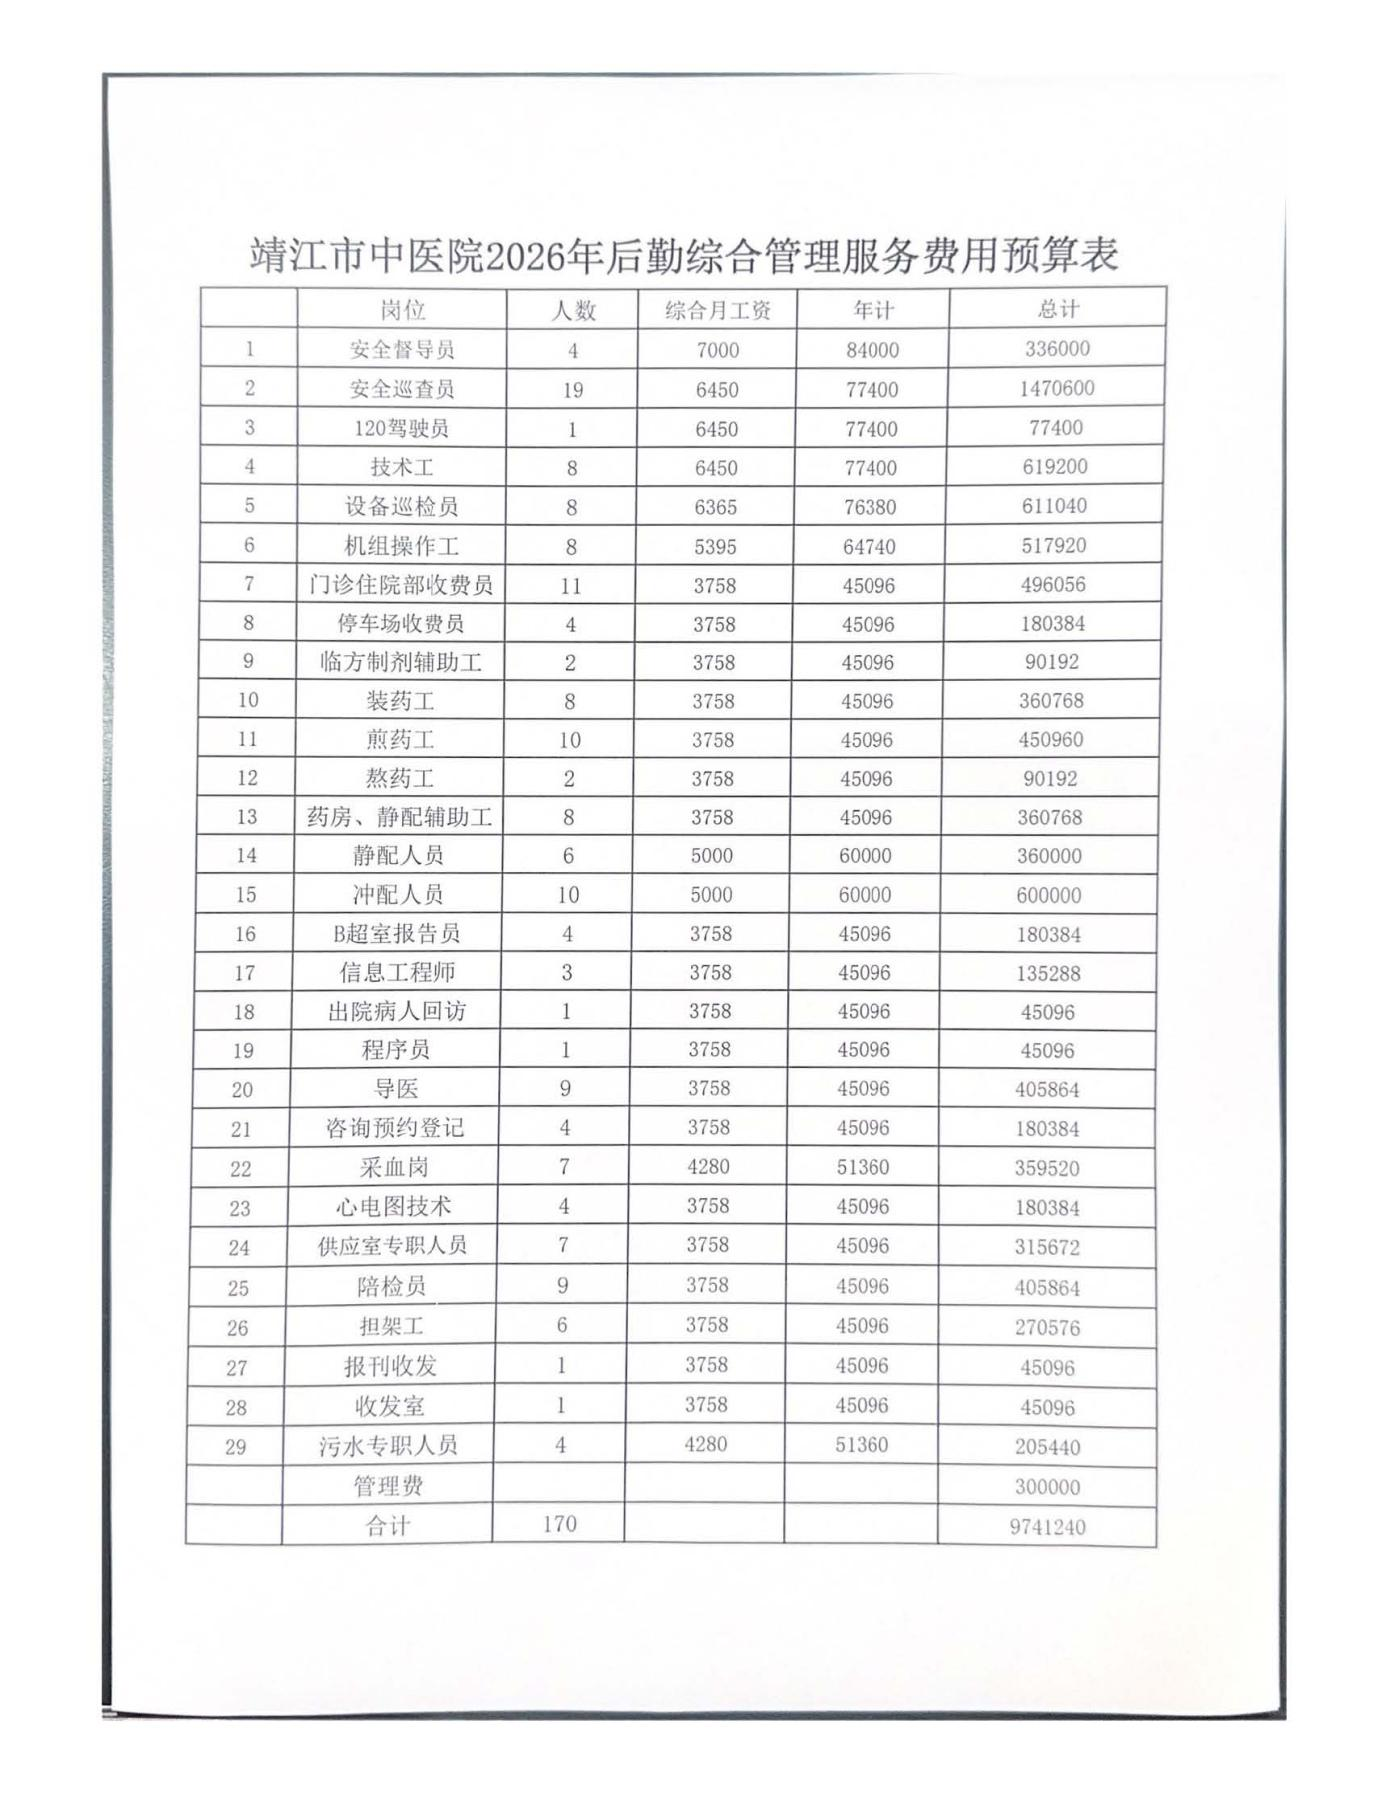 靖江市中医院2026年后勤综合管理服务费用预算表
岗位 人数 综合月工资 年计 总计
1 安全督导员 4 7000 84000 336000
2 安全巡查员 19 6450 77400 1470600
3 120驾驶员 1 6450 77400 77400
4 技术工 8 6450 77400 619200
5 设备巡检员 8 6365 76380 611040
6 机组操作工 8 5395 64740 517920
7 门诊住院部收费员 11 3758 45096 496056
8 停车场收费员 4 3758 45096 180384
9 临方制剂辅助工 2 3758 45096 90192
10 装药工 8 3758 45096 360768
11 煎药工 10 3758 45096 450960
12 熬药工 2 3758 45096 90192
13 药房、静配辅助工 8 3758 45096 360768
14 静配人员 6 5000 60000 360000
15 冲配人员 10 5000 60000 600000
16 B超室报告员 4 3758 45096 180384
17 信息工程师 3 3758 45096 135288
18 出院病人回访 1 3758 45096 45096
19 程序员 1 3758 45096 45096
20 导医 9 3758 45096 405864
21 咨询预约登记 4 3758 45096 180384
22 采血岗 7 4280 51360 359520
23 心电图技术 4 3758 45096 180384
24 供应室专职人员 7 3758 45096 315672
25 陪检员 9 3758 45096 405864
26 担架工 6 3758 45096 270576
27 报刊收发 1 3758 45096 45096
28 收发室 1 3758 45096 45096
29 污水专职人员 4 4280 51360 205440
管理费 300000
合计 170 9741240